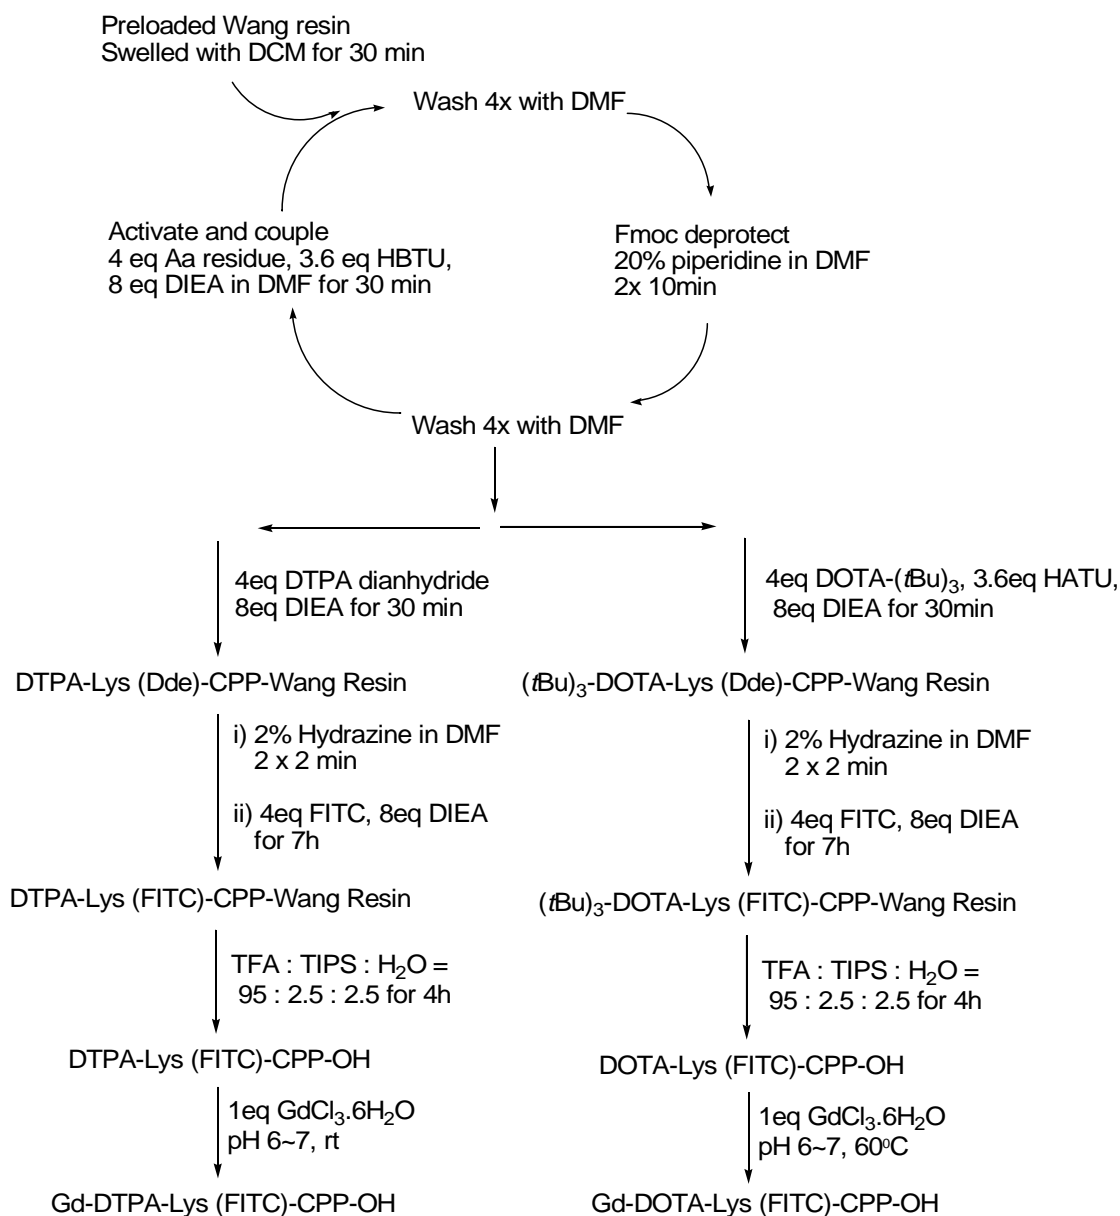 Preloaded Wang resin
Swelled with DCM for 30 min
Wash 4x with DMF
Activate and couple
4 eq Aa residue, 3.6 eq HBTU,
8 eq DIEA in DMF for 30 min
Fmoc deprotect
20% piperidine in DMF
2x 10min
Wash 4x with DMF
4eq DTPA dianhydride
8eq DIEA for 30 min
4eq DOTA-(tBu)₃, 3.6eq HATU,
8eq DIEA for 30min
DTPA-Lys (Dde)-CPP-Wang Resin
(tBu)₃-DOTA-Lys (Dde)-CPP-Wang Resin
i) 2% Hydrazine in DMF
2 x 2 min
ii) 4eq FITC, 8eq DIEA
for 7h
i) 2% Hydrazine in DMF
2 x 2 min
ii) 4eq FITC, 8eq DIEA
for 7h
DTPA-Lys (FITC)-CPP-Wang Resin
(tBu)₃-DOTA-Lys (FITC)-CPP-Wang Resin
TFA : TIPS : H₂O =
95 : 2.5 : 2.5 for 4h
TFA : TIPS : H₂O =
95 : 2.5 : 2.5 for 4h
DTPA-Lys (FITC)-CPP-OH
DOTA-Lys (FITC)-CPP-OH
1eq GdCl₃.6H₂O
pH 6~7, rt
1eq GdCl₃.6H₂O
pH 6~7, 60⁰C
Gd-DTPA-Lys (FITC)-CPP-OH
Gd-DOTA-Lys (FITC)-CPP-OH